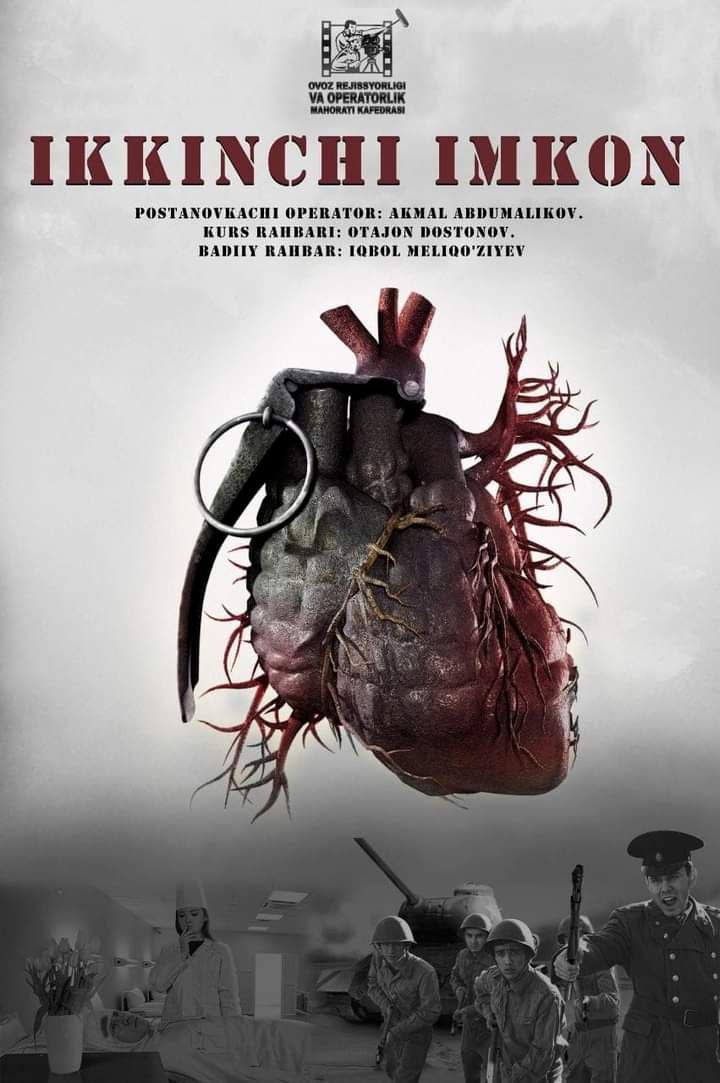 OVOZ REJISSYORLIGI
VA OPERATORLIK
MAHORATI KAFEDRASI
IKKINCHI IMKON
POSTANOVKACHI OPERATOR: AKMAL ABDUMALIKOV.
KURS RAHBARI: OTAJON DOSTONOV.
BADIIY RAHBAR: IQBOL MELIQO'ZIYEV